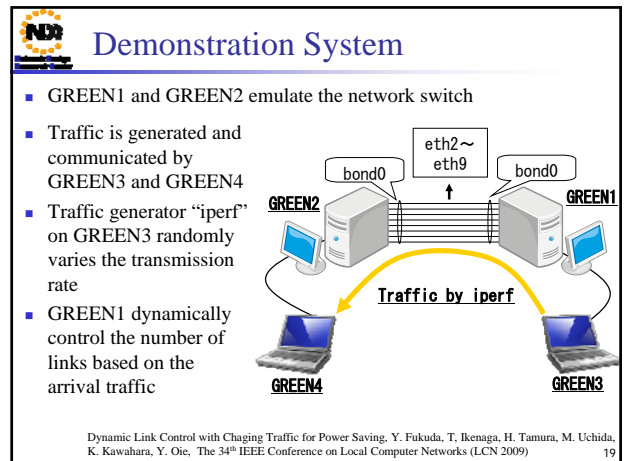 Demonstration System
GREEN1 and GREEN2 emulate the network switch
Traffic is generated and
communicated by
GREEN3 and GREEN4
Traffic generator “iperf”
on GREEN3 randomly
varies the transmission
rate
GREEN1 dynamically
control the number of
links based on the
arrival traffic
eth2～
eth9
bond0
bond0
GREEN2
GREEN1
Traffic by iperf
GREEN4
GREEN3
Dynamic Link Control with Chaging Traffic for Power Saving, Y. Fukuda, T, Ikenaga, H. Tamura, M. Uchida,
K. Kawahara, Y. Oie, The 34th IEEE Conference on Local Computer Networks (LCN 2009)
19